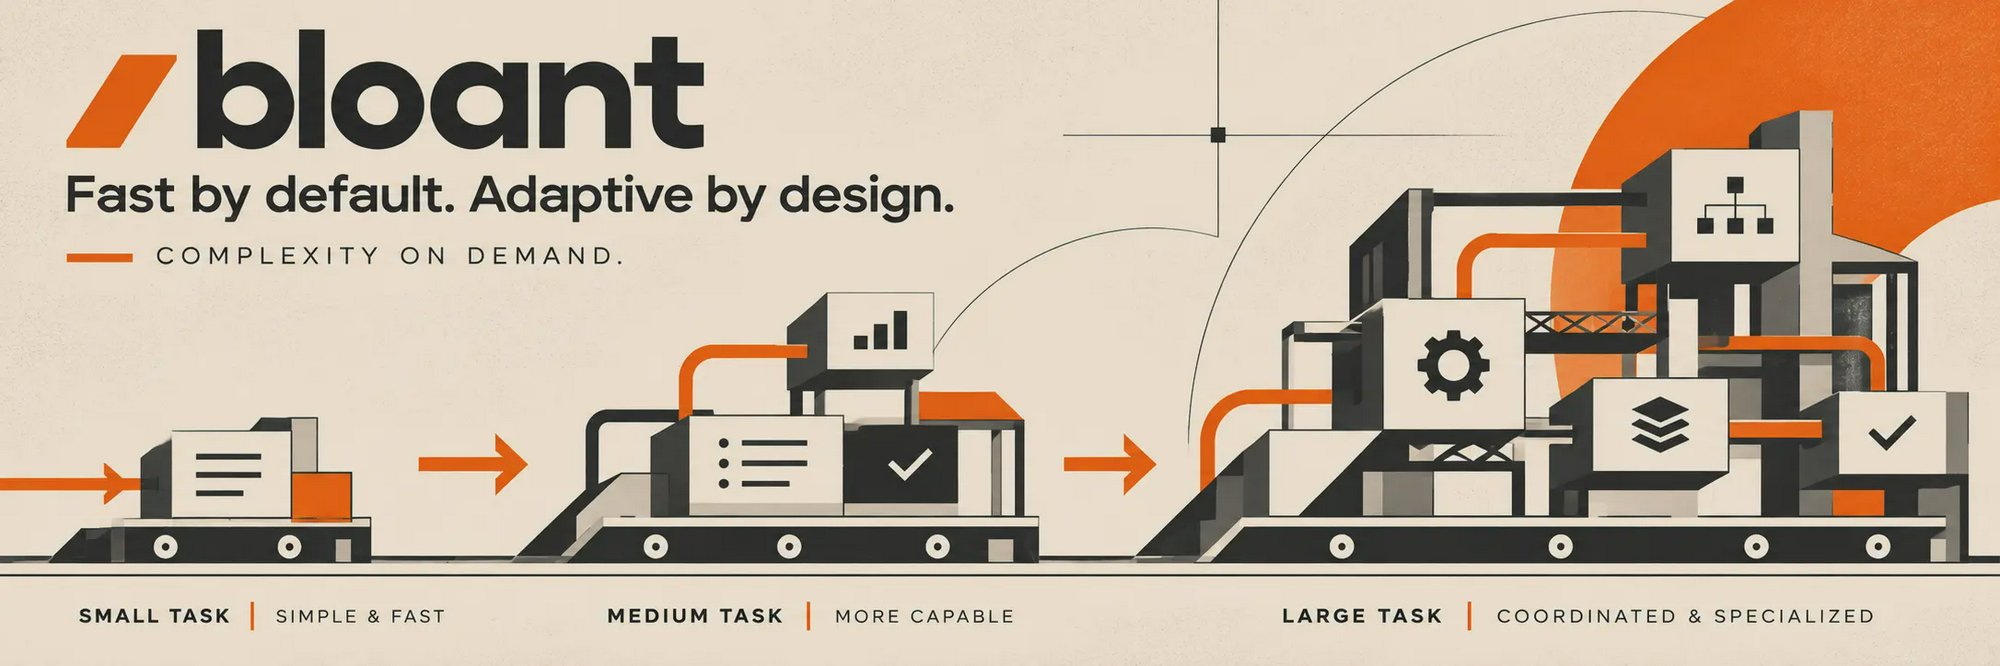 bloant
Fast by default. Adaptive by design.
COMPLEXITY ON DEMAND.
SMALL TASK | SIMPLE & FAST
MEDIUM TASK | MORE CAPABLE
LARGE TASK | COORDINATED & SPECIALIZED